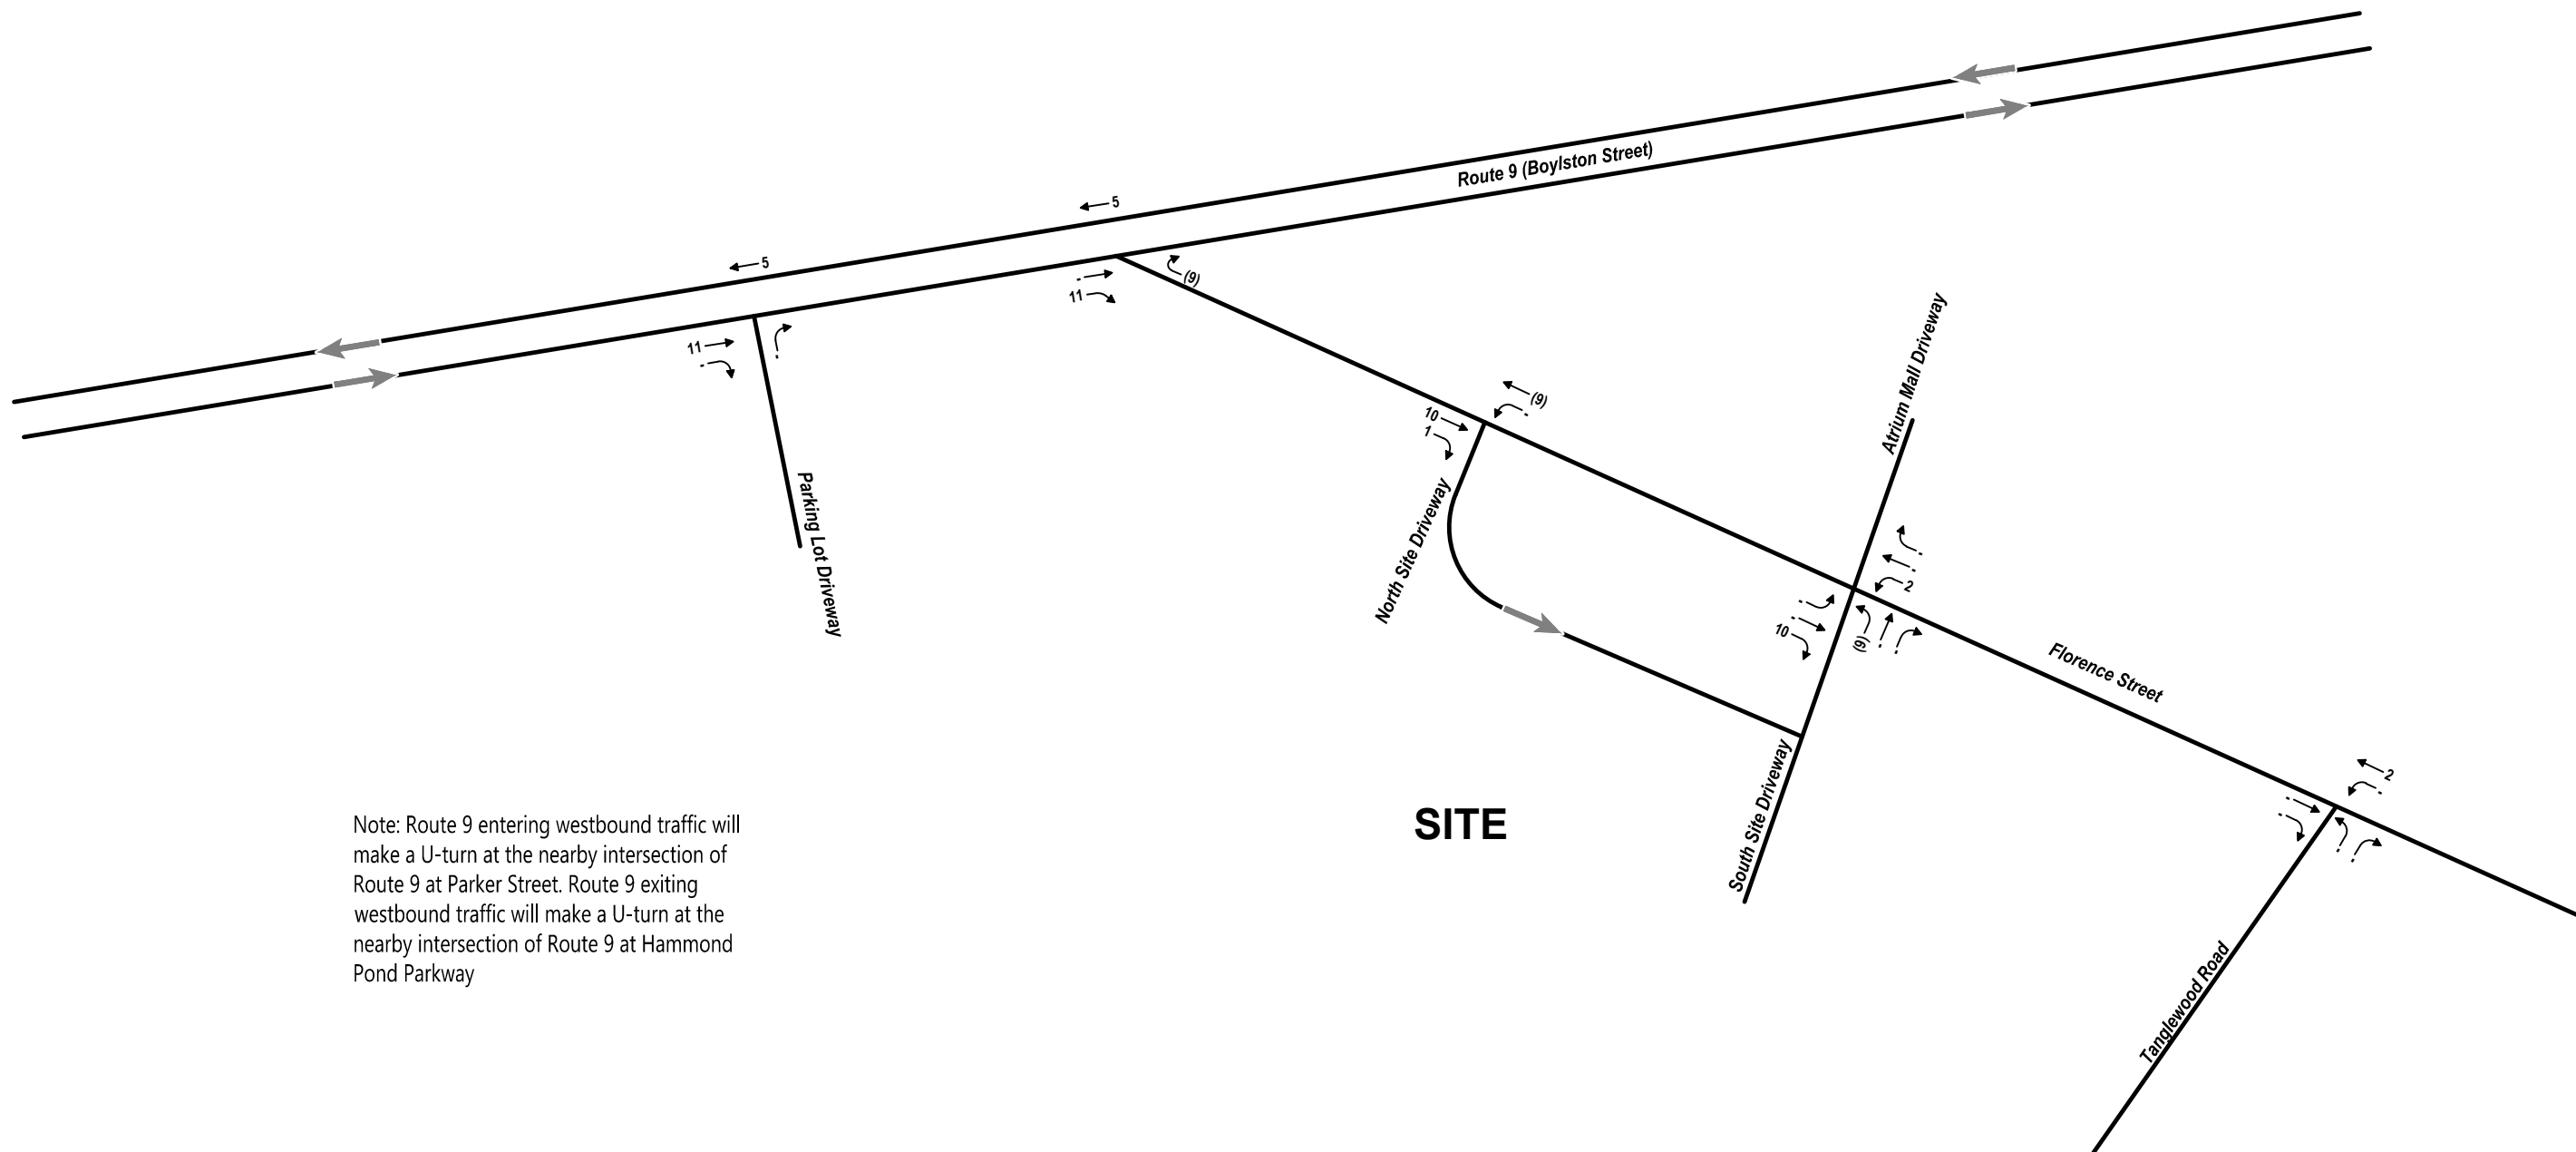 Route 9 (Boylston Street)
5
5
(9)
11
11
Atrium Mall Driveway
(9)
10
1
Parking Lot Driveway
North Site Driveway
2
10
(9)
Florence Street
2
South Site Driveway
SITE
Note: Route 9 entering westbound traffic will
make a U-turn at the nearby intersection of
Route 9 at Parker Street. Route 9 exiting
westbound traffic will make a U-turn at the
nearby intersection of Route 9 at Hammond
Pond Parkway
Tanglewood Road